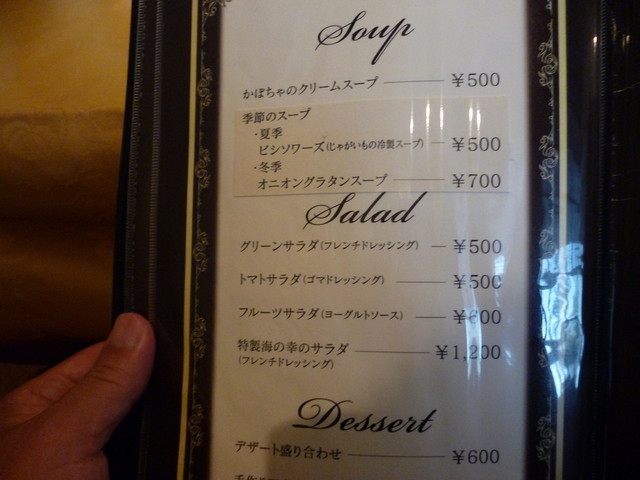 Soup
かぼちゃのクリームスープ ¥500
季節のスープ
・夏季
ビシソワーズ(じゃがいもの冷製スープ) ¥500
・冬季
オニオングラタンスープ ¥700
Salad
グリーンサラダ(フレンチドレッシング) ¥500
トマトサラダ(ゴマドレッシング) ¥500
フルーツサラダ(ヨーグルトソース) ¥600
特製海の幸のサラダ ¥1,200
(フレンチドレッシング)
Dessert
デザート盛り合わせ ¥600